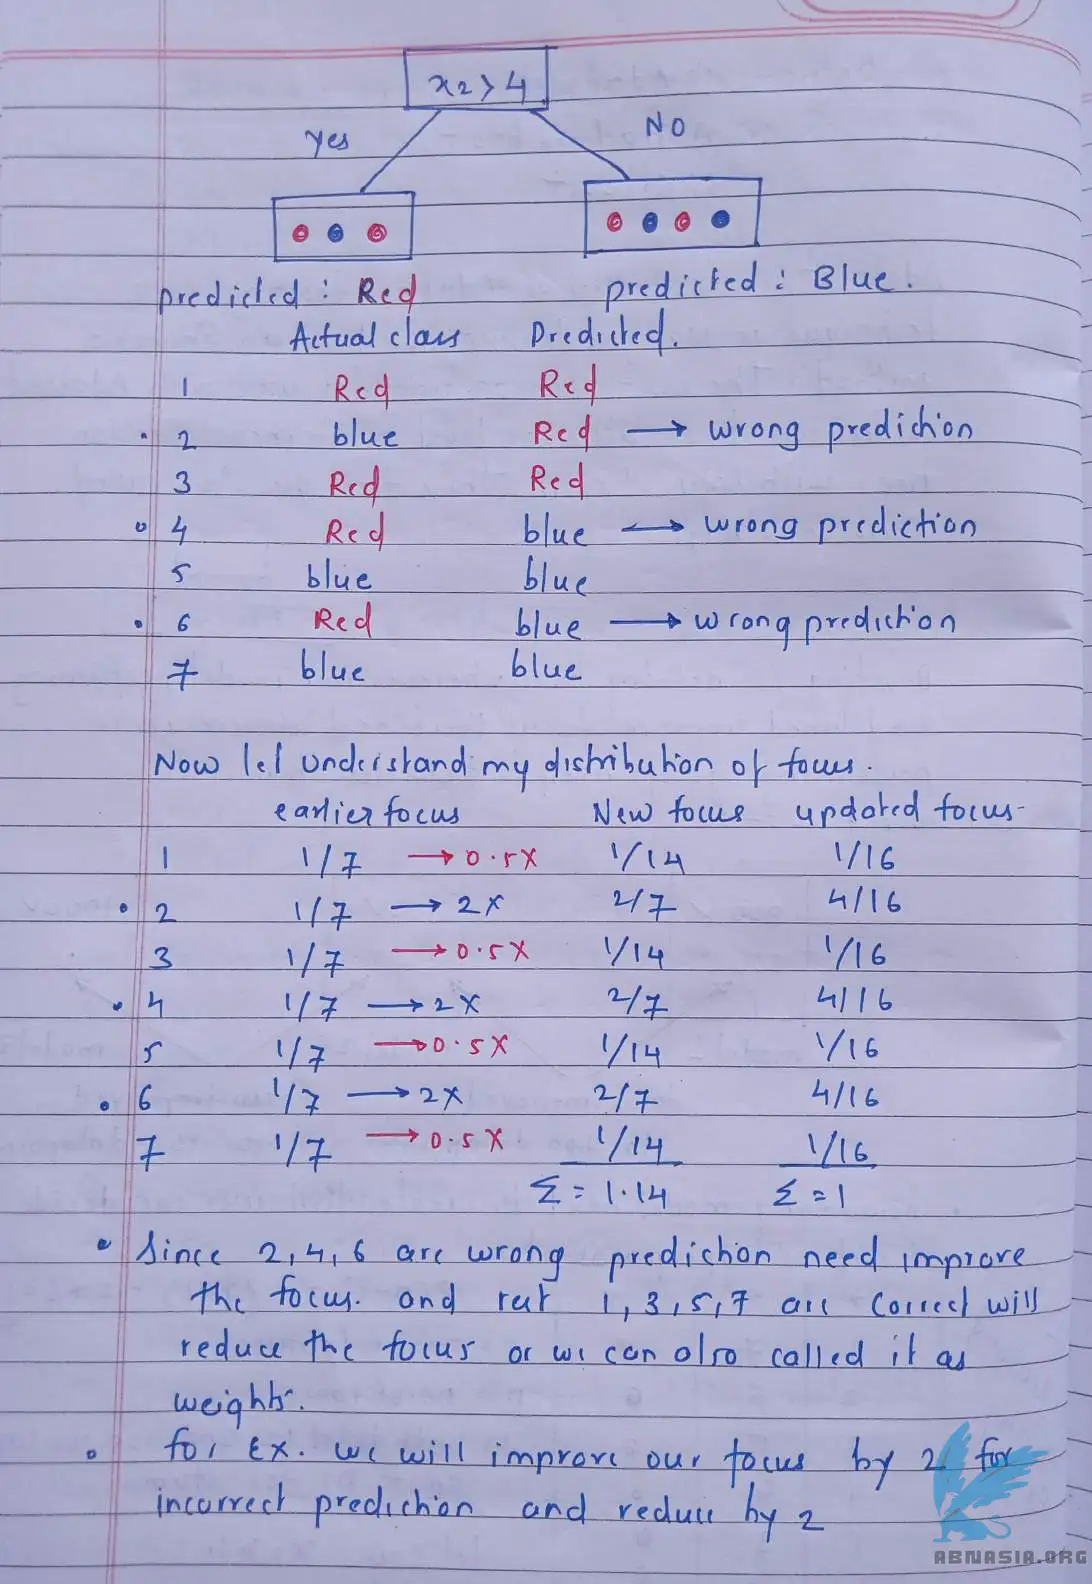 x2 > 4
Yes NO
predicted : Red predicted : Blue.
Actual class Predicted.
1 Red Red
2 blue Red → wrong prediction
3 Red Red
4 Red blue → wrong prediction
5 blue blue
6 Red blue → wrong prediction
7 blue blue
Now let understand my distribution of focus.
earlier focus New focus updated focus-
1 1/7 → 0.5X 1/14 1/16
2 1/7 → 2X 2/7 4/16
3 1/7 → 0.5X 1/14 1/16
4 1/7 → 2X 2/7 4/16
5 1/7 → 0.5X 1/14 1/16
6 1/7 → 2X 2/7 4/16
7 1/7 → 0.5X 1/14 1/16
Σ = 1.14 Σ = 1
• Since 2, 4, 6 are wrong prediction need improve
the focus. and rest 1, 3, 5, 7 are correct will
reduce the focus or we can also called it as
weights.
for Ex. we will improve our focus by 2 for
incorrect prediction and reduce by 2
ABNASIA.ORG